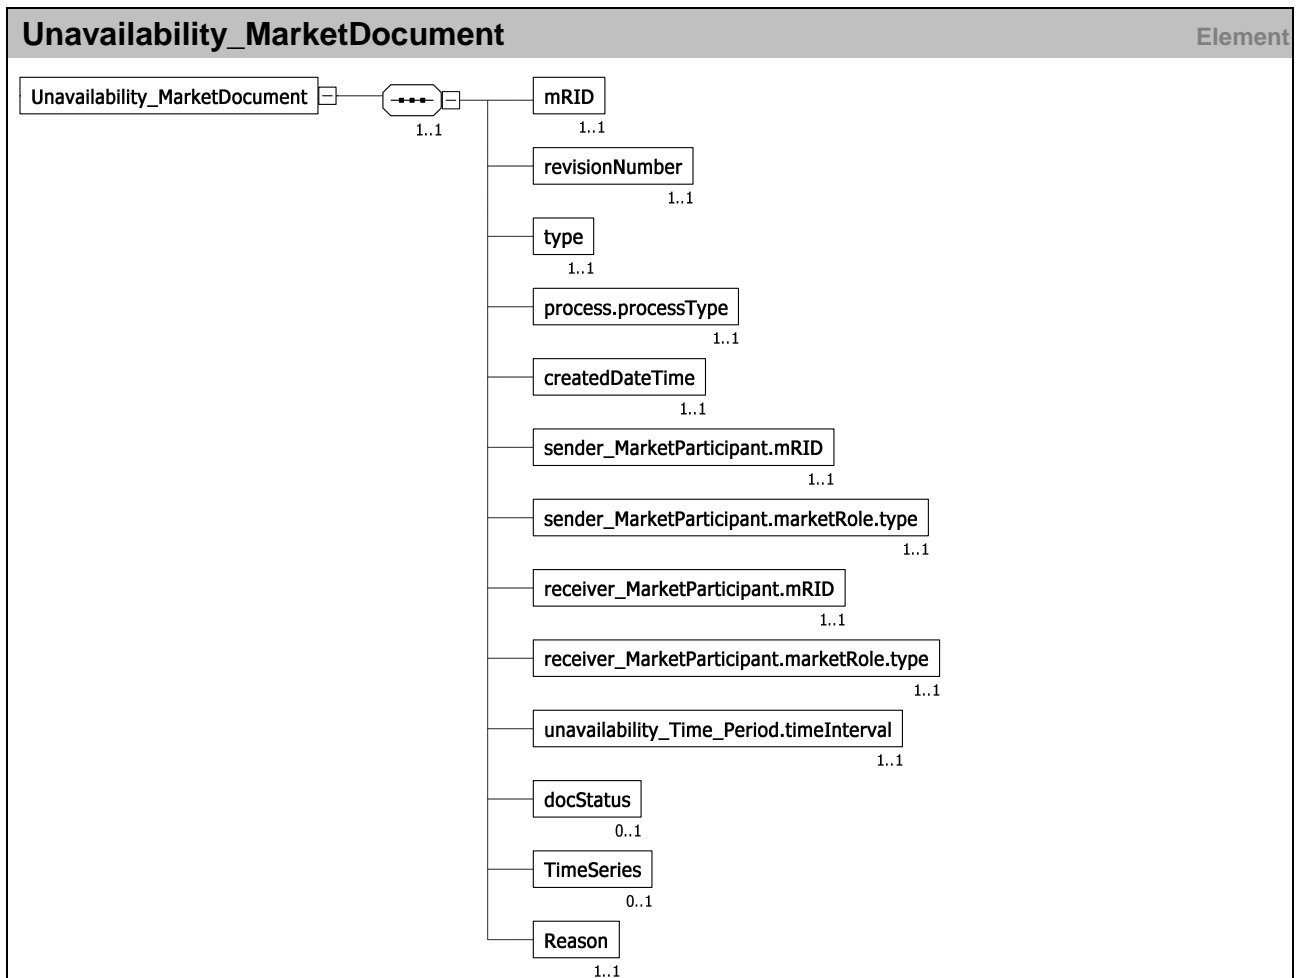 Unavailability_MarketDocument Element
Unavailability_MarketDocument
1..1
mRID
1..1
revisionNumber
1..1
type
1..1
process.processType
1..1
createdDateTime
1..1
sender_MarketParticipant.mRID
1..1
sender_MarketParticipant.marketRole.type
1..1
receiver_MarketParticipant.mRID
1..1
receiver_MarketParticipant.marketRole.type
1..1
unavailability_Time_Period.timeInterval
1..1
docStatus
0..1
TimeSeries
0..1
Reason
1..1